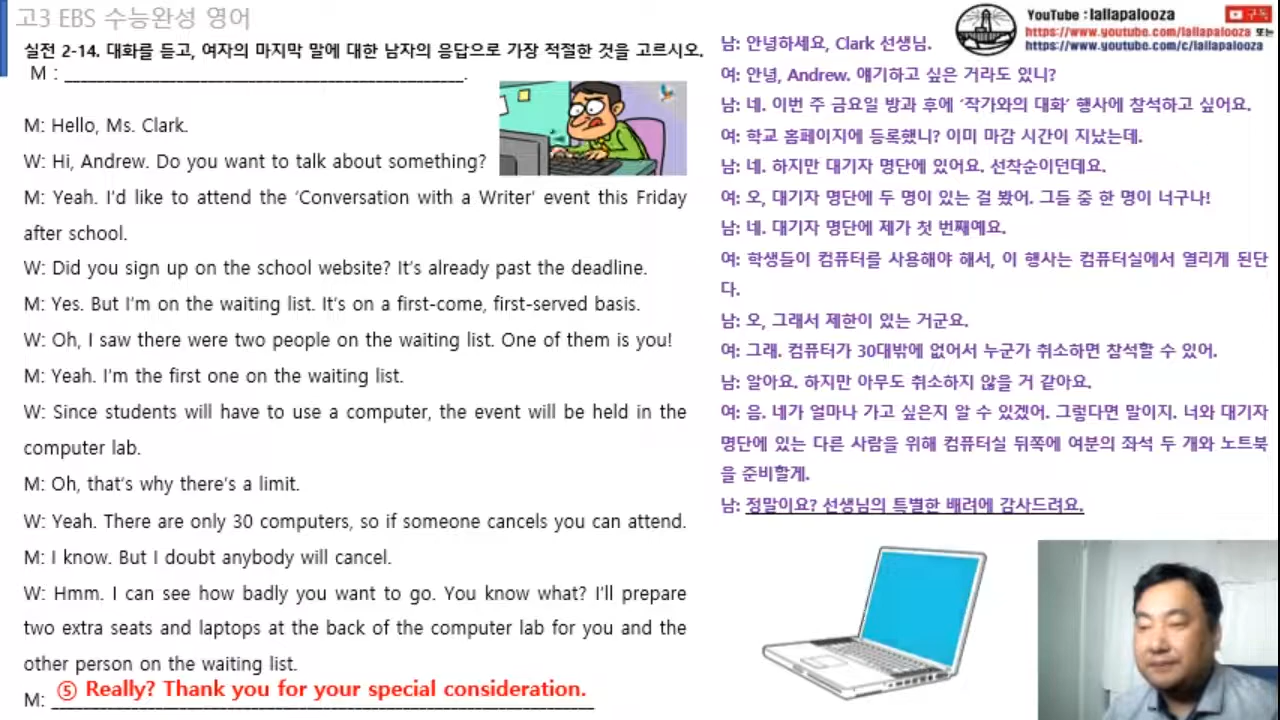 고3 EBS 수능완성 영어
실전 2-14. 대화를 듣고, 여자의 마지막 말에 대한 남자의 응답으로 가장 적절한 것을 고르시오.
M : ________________________________________.
M: Hello, Ms. Clark.
W: Hi, Andrew. Do you want to talk about something?
M: Yeah. I'd like to attend the 'Conversation with a Writer' event this Friday
after school.
W: Did you sign up on the school website? It's already past the deadline.
M: Yes. But I'm on the waiting list. It's on a first-come, first-served basis.
W: Oh, I saw there were two people on the waiting list. One of them is you!
M: Yeah. I'm the first one on the waiting list.
W: Since students will have to use a computer, the event will be held in the
computer lab.
M: Oh, that's why there's a limit.
W: Yeah. There are only 30 computers, so if someone cancels you can attend.
M: I know. But I doubt anybody will cancel.
W: Hmm. I can see how badly you want to go. You know what? I'll prepare
two extra seats and laptops at the back of the computer lab for you and the
other person on the waiting list.
M: ⑤ Really? Thank you for your special consideration.
YouTube : lallapalooza 구독
https://www.youtube.com/lallapalooza 또는
https://www.youtube.com/c/lallapalooza
남: 안녕하세요, Clark 선생님.
여: 안녕, Andrew. 얘기하고 싶은 거라도 있니?
남: 네. 이번 주 금요일 방과 후에 '작가와의 대화' 행사에 참석하고 싶어요.
여: 학교 홈페이지에 등록했니? 이미 마감 시간이 지났는데.
남: 네. 하지만 대기자 명단에 있어요. 선착순이던데요.
여: 오, 대기자 명단에 두 명이 있는 걸 봤어. 그들 중 한 명이 너구나!
남: 네. 대기자 명단에 제가 첫 번째예요.
여: 학생들이 컴퓨터를 사용해야 해서, 이 행사는 컴퓨터실에서 열리게 된단
다.
남: 오, 그래서 제한이 있는 거군요.
여: 그래. 컴퓨터가 30대밖에 없어서 누군가 취소하면 참석할 수 있어.
남: 알아요. 하지만 아무도 취소하지 않을 거 같아요.
여: 음. 네가 얼마나 가고 싶은지 알 수 있겠어. 그렇다면 말이지. 너와 대기자
명단에 있는 다른 사람을 위해 컴퓨터실 뒤쪽에 여분의 좌석 두 개와 노트북
을 준비할게.
남: 정말이요? 선생님의 특별한 배려에 감사드려요.